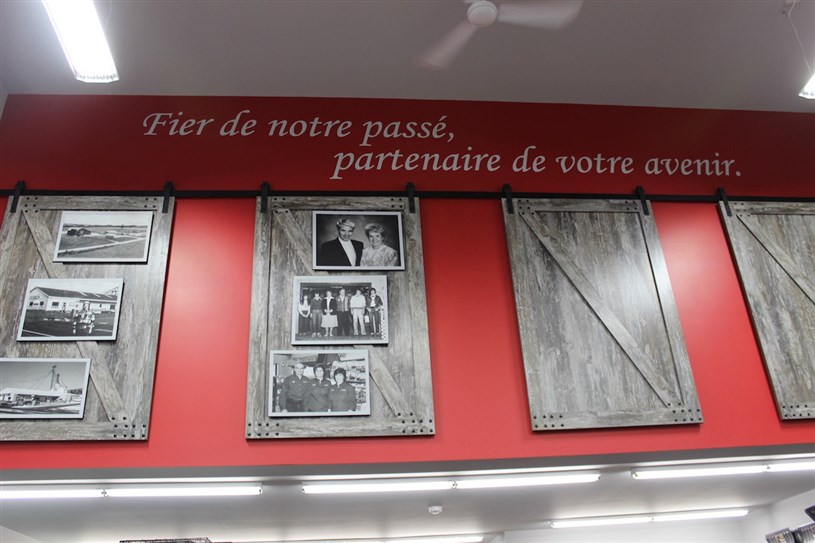 Fier de notre passé,
partenaire de votre avenir.